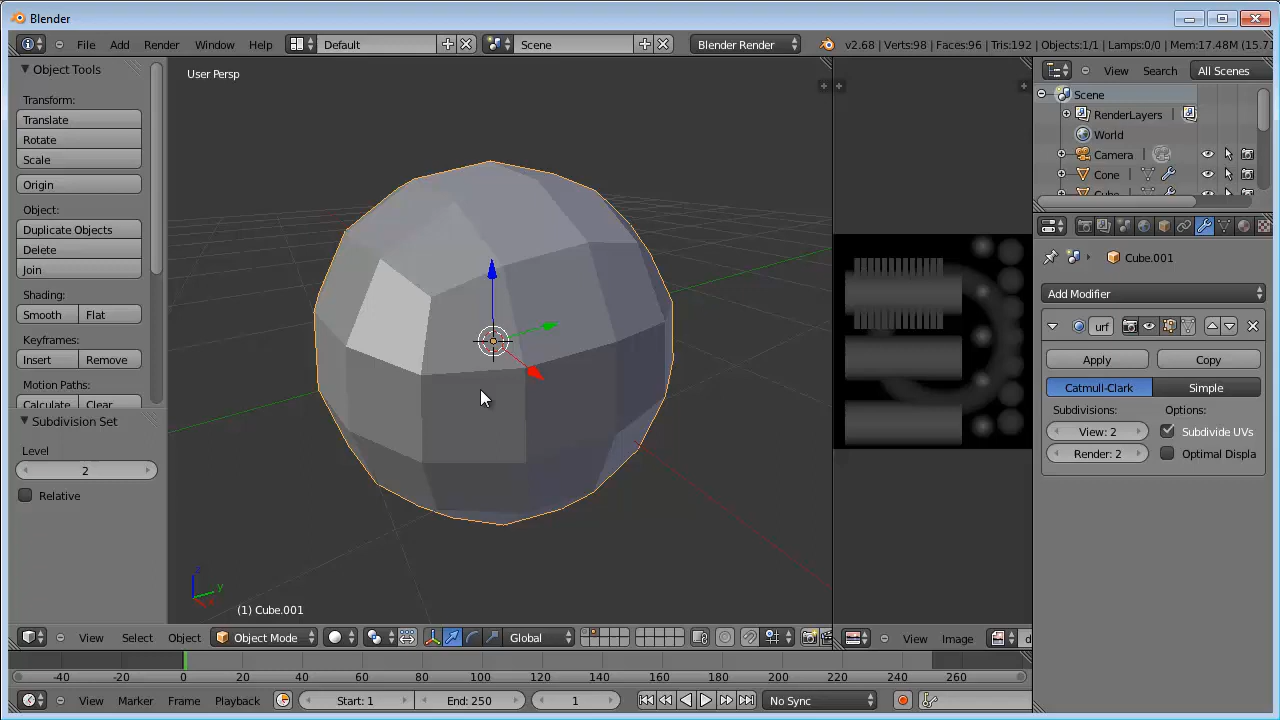 Blender
File Add Render Window Help Default Scene Blender Render v2.68 | Verts:98 | Faces:96 | Tris:192 | Objects:1/1 | Lamps:0/0 | Mem:17.48M (15.71
Object Tools
User Persp
View Search All Scenes
Transform:
Translate
Rotate
Scale
Origin
Object:
Duplicate Objects
Delete
Join
Shading:
Smooth Flat
Keyframes:
Insert Remove
Motion Paths:
Calculate Clear
Subdivision Set
Level
2
Relative
z
y
x
(1) Cube.001
View Select Object Object Mode Global
View Image d
Scene
RenderLayers
World
Camera
Cone
Cube
Cube.001
Add Modifier
urf
Apply Copy
Catmull-Clark Simple
Subdivisions: Options:
View: 2 Subdivide UVs
Render: 2 Optimal Displa
-40 -20 0 20 40 60 80 100 120 140 160 180 200 220 240 260
View Marker Frame Playback Start: 1 End: 250 1 No Sync